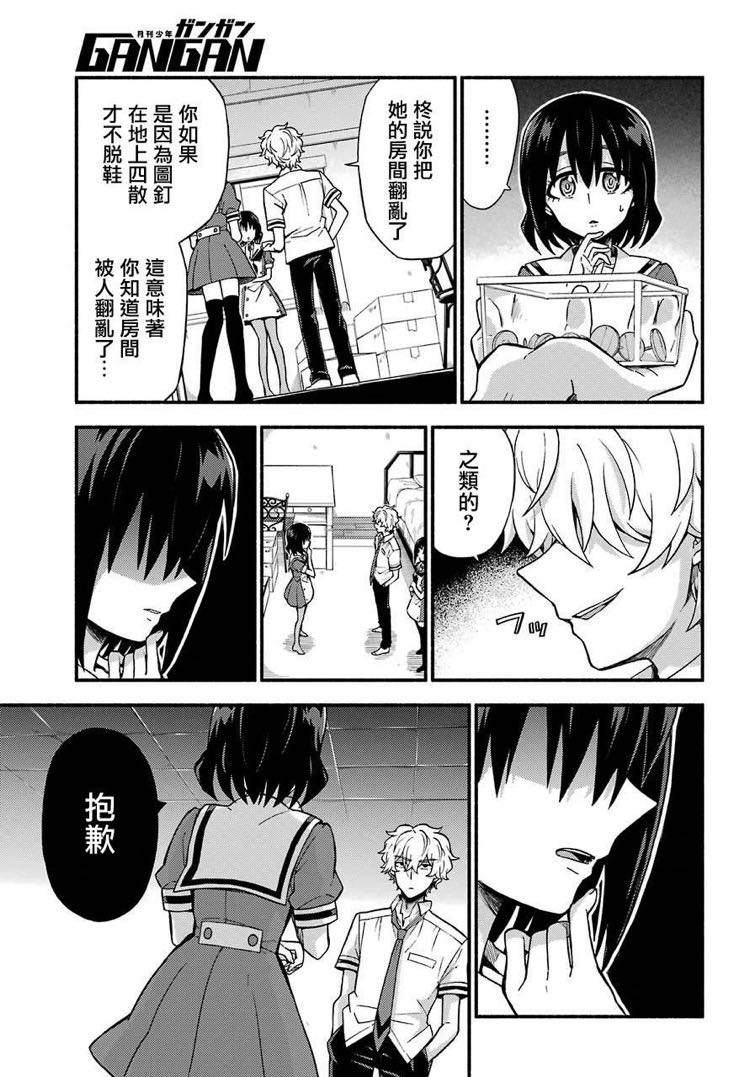 月刊少年
ガンガン
GANGAN
………
柊説你把
她的房間翻亂了
你如果
是因為圖釘
在地上四散
才不脱鞋
這意味著
你知道房間
被人翻亂了…
之類的？
フッ
抱歉